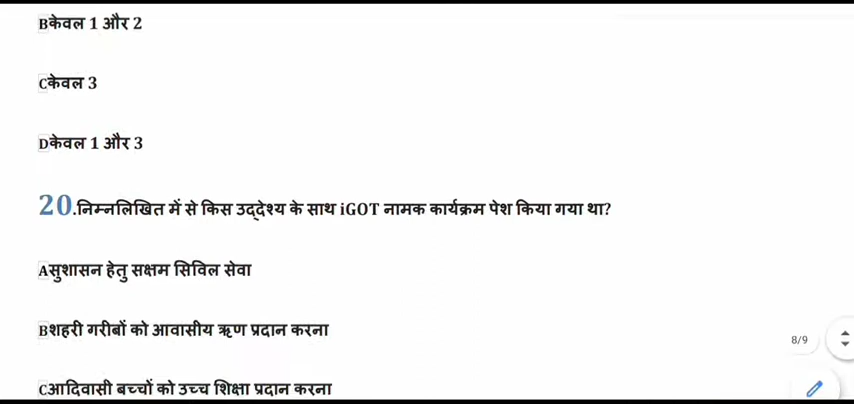 Bकेवल 1 और 2
Cकेवल 3
Dकेवल 1 और 3
20.निम्नलिखित में से किस उद्देश्य के साथ iGOT नामक कार्यक्रम पेश किया गया था?
Aसुशासन हेतु सक्षम सिविल सेवा
Bशहरी गरीबों को आवासीय ऋण प्रदान करना
8/9
Cआदिवासी बच्चों को उच्च शिक्षा प्रदान करना